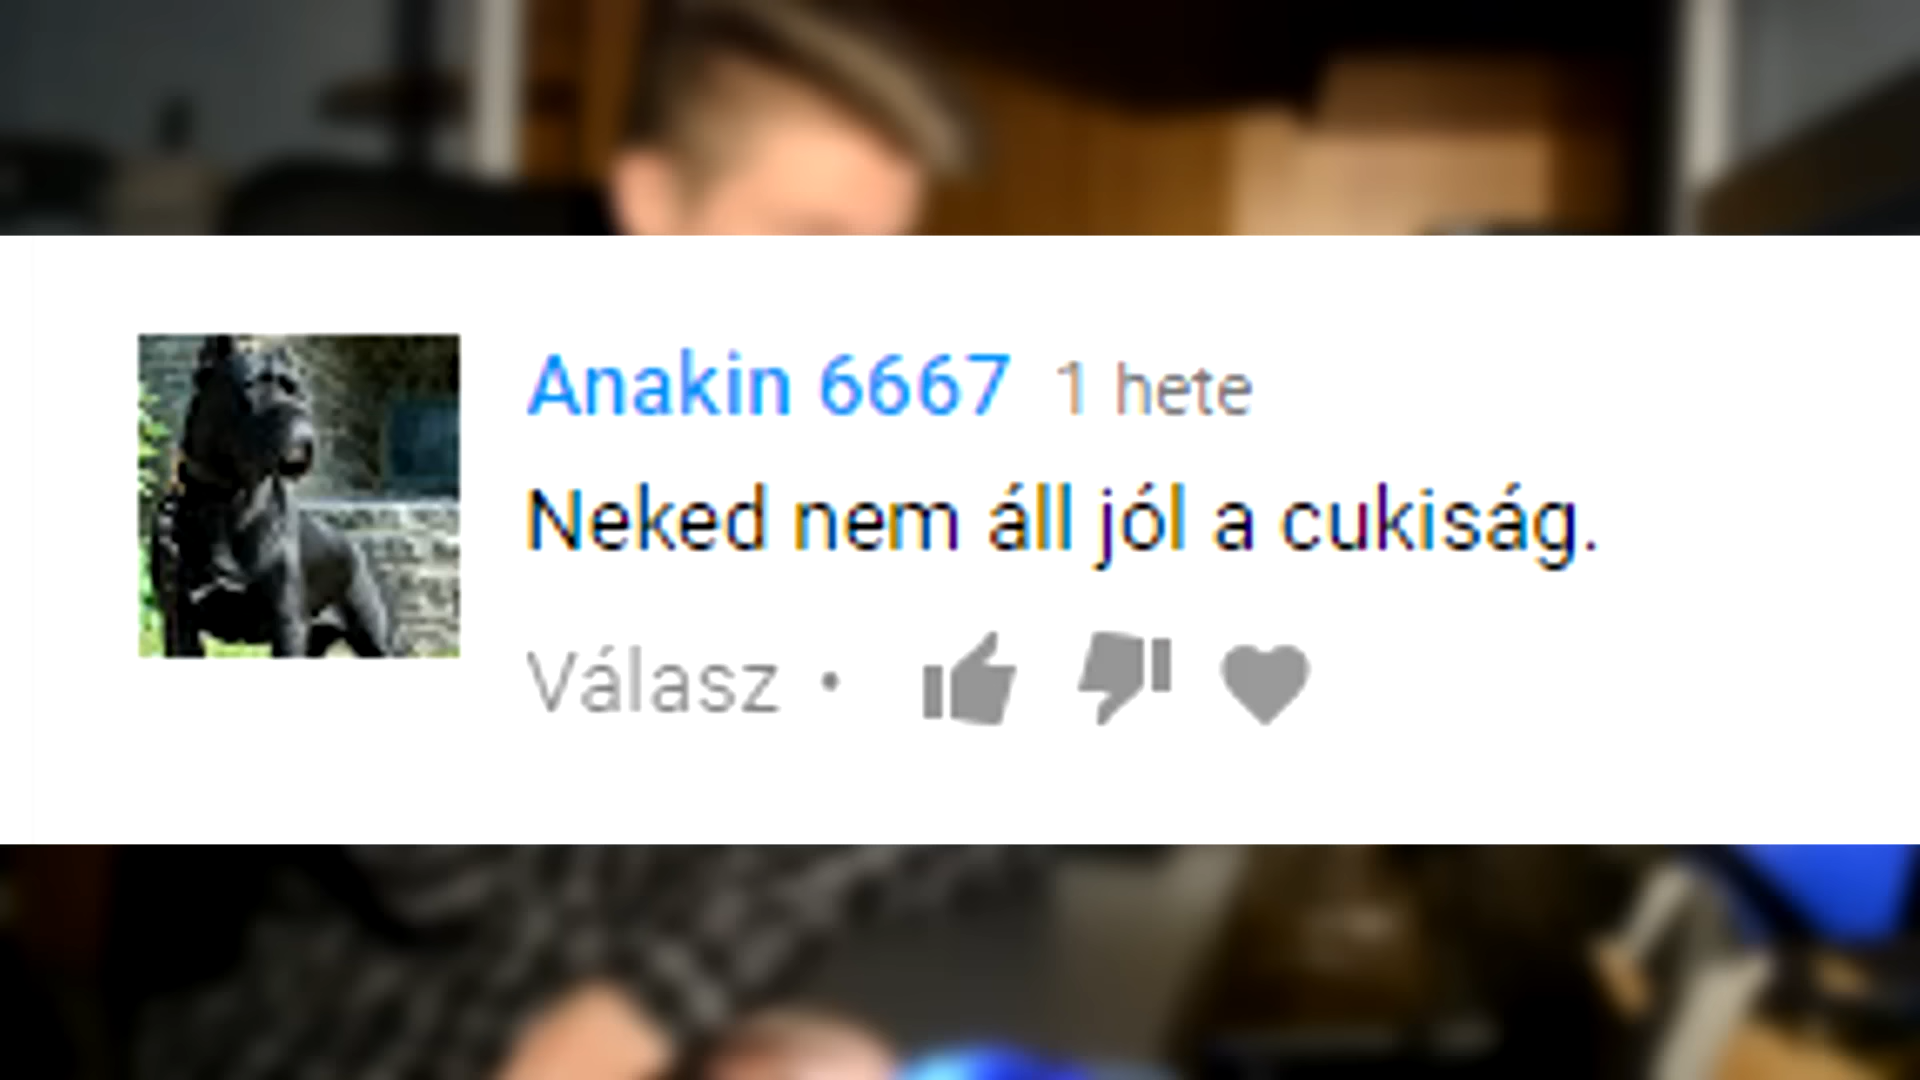 Anakin 6667 1 hete
Neked nem áll jól a cukiság.
Válasz •